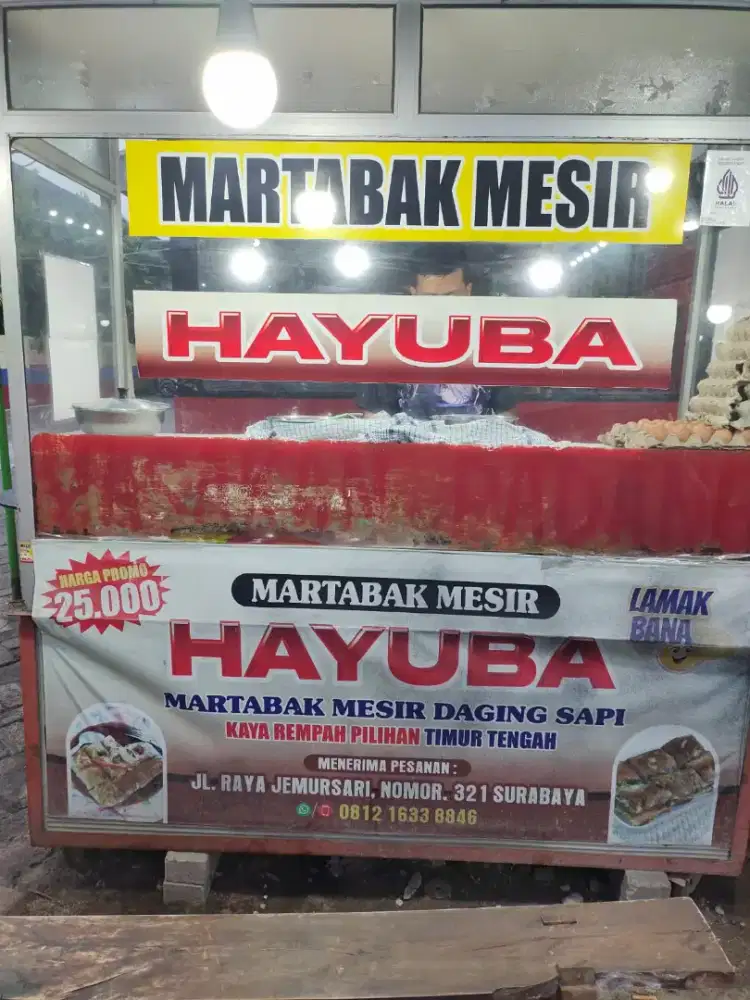 MARTABAK MESIR
HALAL
HAYUBA
HARGA PROMO
25.000
MARTABAK MESIR
LAMAK
BANA
HAYUBA
MARTABAK MESIR DAGING SAPI
KAYA REMPAH PILIHAN TIMUR TENGAH
MENERIMA PESANAN :
JL. RAYA JEMURSARI, NOMOR. 321 SURABAYA
0812 1633 8846